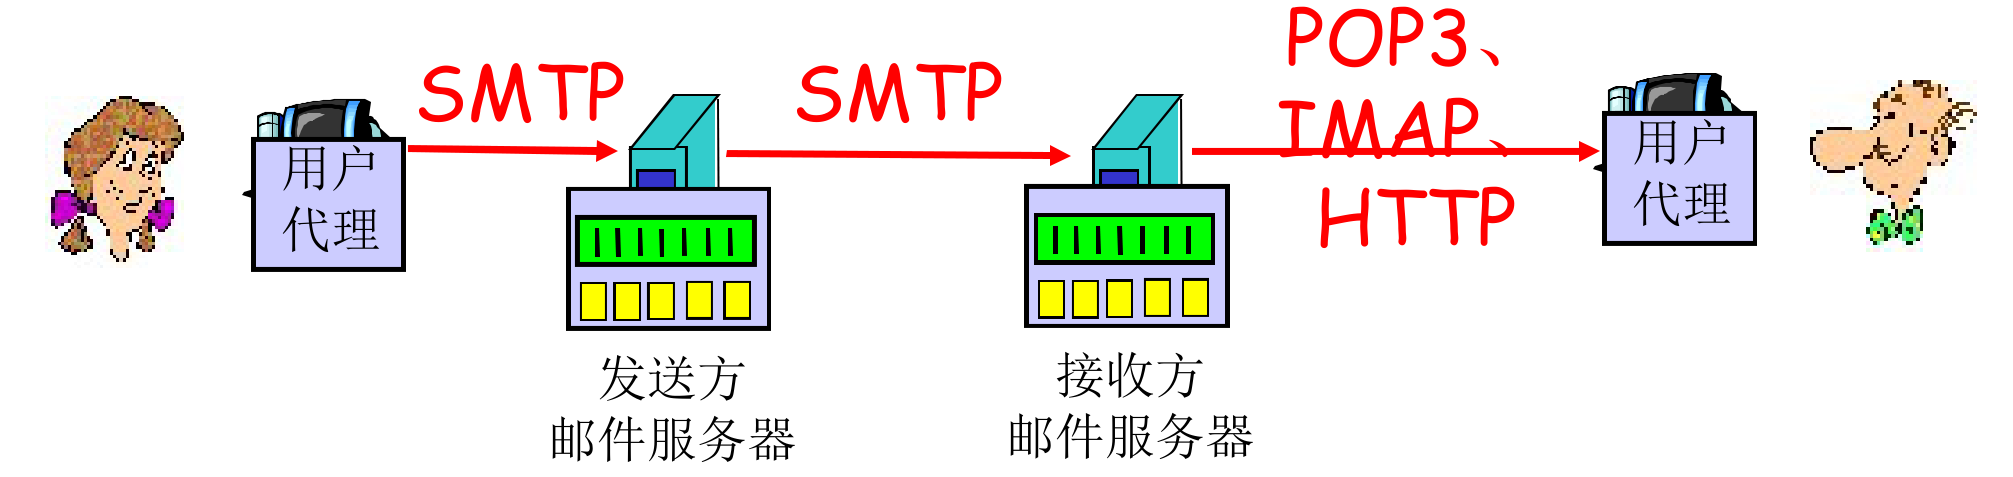 用户
代理
SMTP
发送方
邮件服务器
SMTP
接收方
邮件服务器
POP3、
IMAP、
HTTP
用户
代理